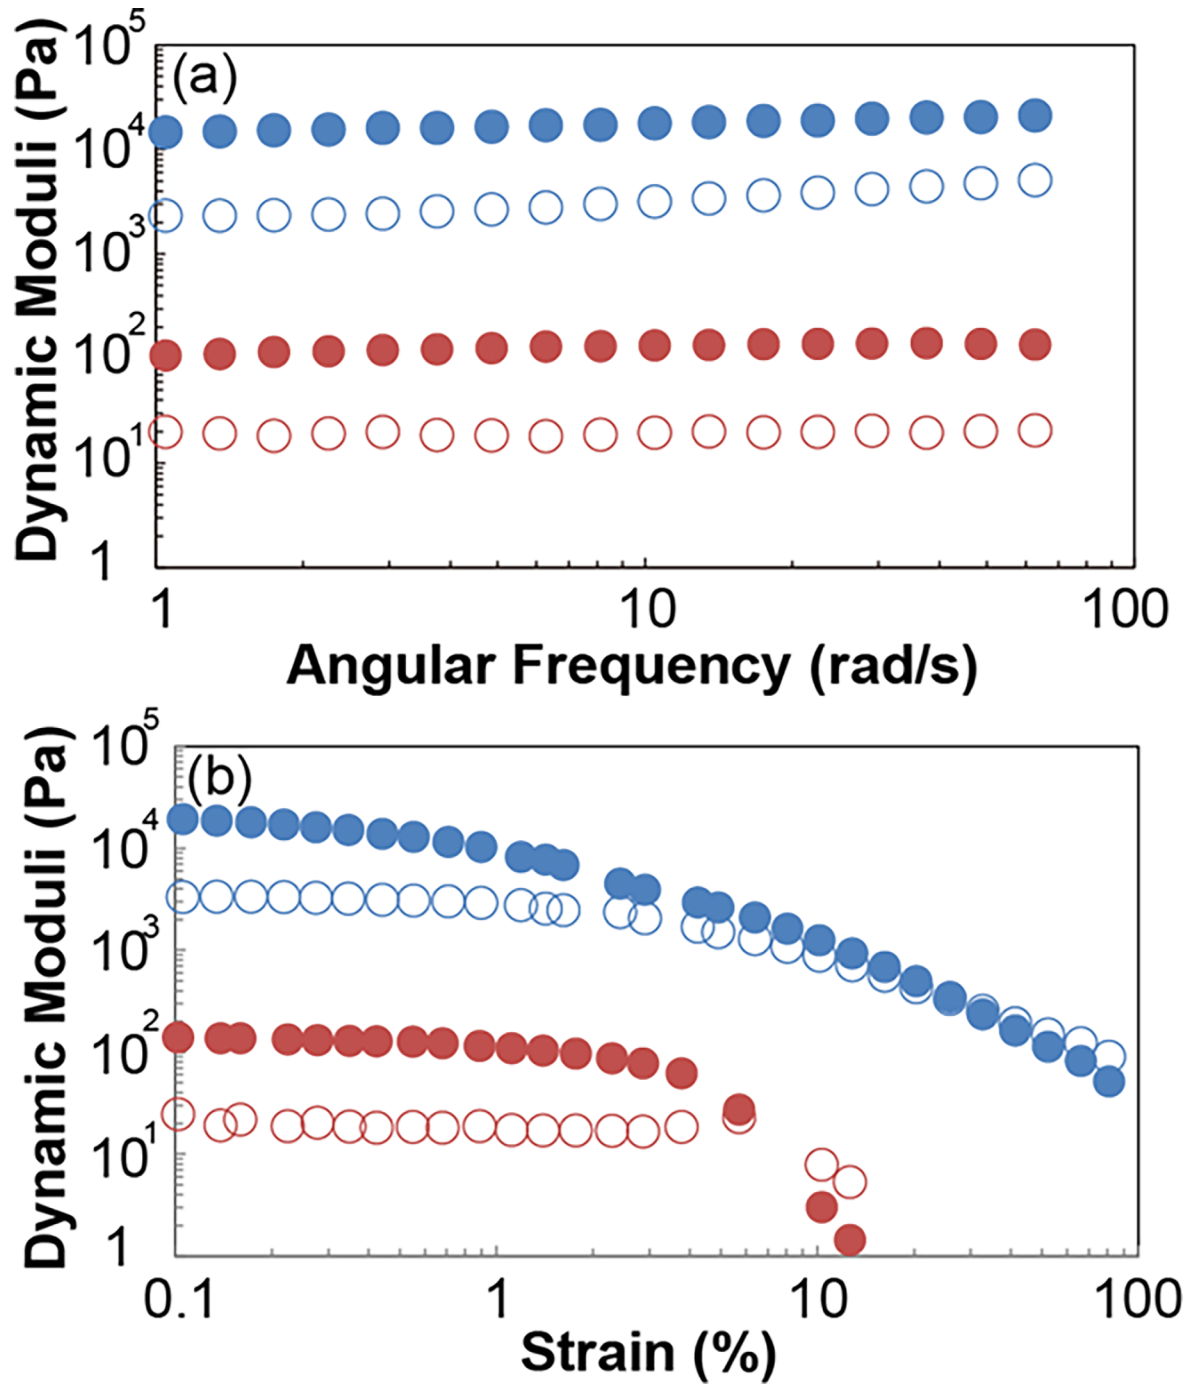 Dynamic Moduli (Pa)
(a)
10^5
10^4
10^3
10^2
10^1
1
1 10 100
Angular Frequency (rad/s)
Dynamic Moduli (Pa)
(b)
10^5
10^4
10^3
10^2
10^1
1
0.1 1 10 100
Strain (%)